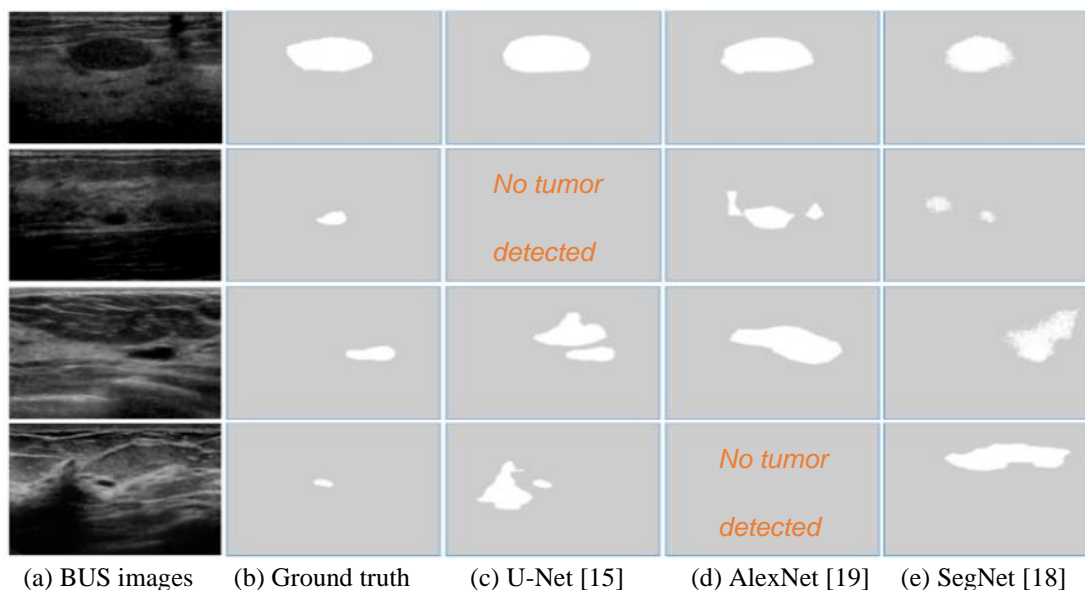 No tumor
detected
No tumor
detected
(a) BUS images (b) Ground truth (c) U-Net [15] (d) AlexNet [19] (e) SegNet [18]